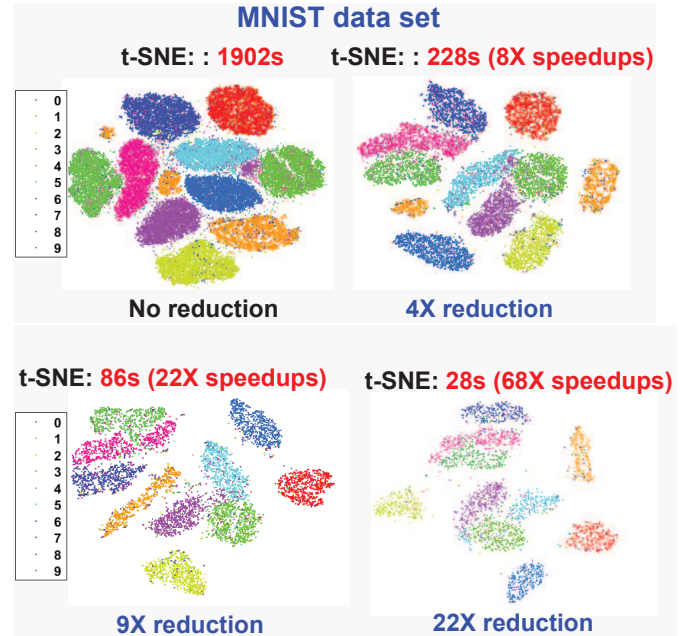 MNIST data set
t-SNE: : 1902s
t-SNE: : 228s (8X speedups)
0
1
2
3
4
5
6
7
8
9
No reduction
4X reduction
t-SNE: 86s (22X speedups)
t-SNE: 28s (68X speedups)
0
1
2
3
4
5
6
7
8
9
9X reduction
22X reduction